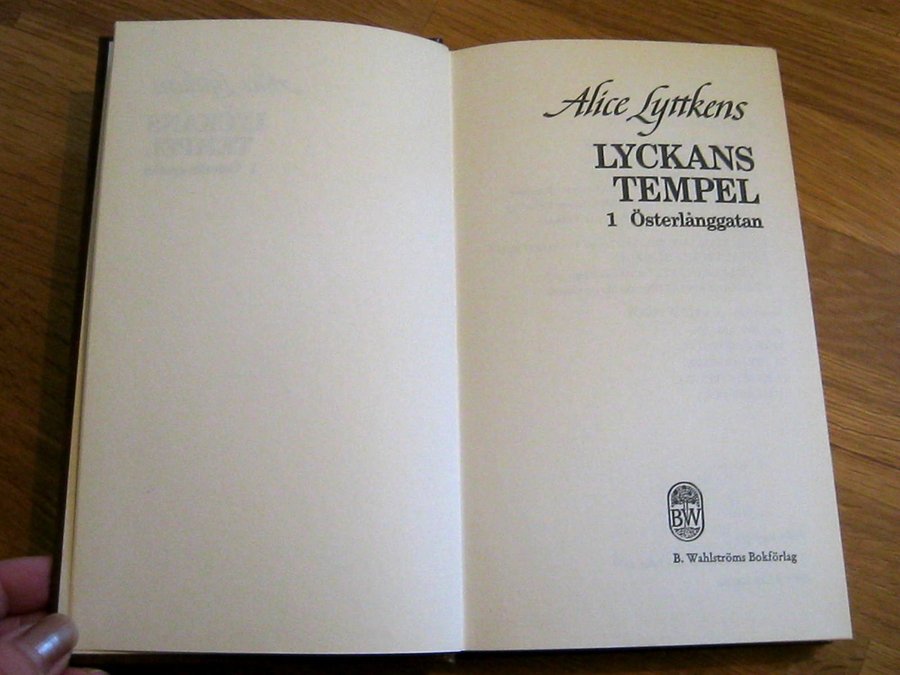 Alice Lyttkens
LYCKANS
TEMPEL
1 Österlånggatan
BW
B. Wahlströms Bokförlag